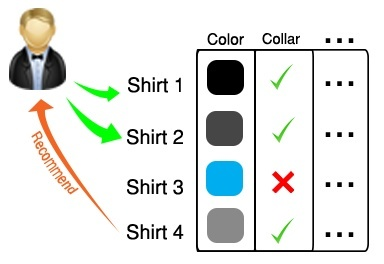 Color Collar ...
Shirt 1 ...
Shirt 2 ...
Shirt 3 ...
Shirt 4 ...
Recommend